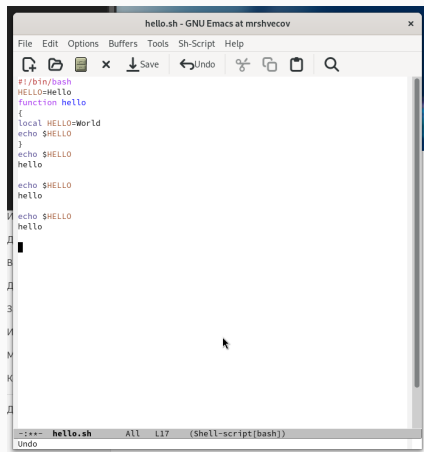 hello.sh - GNU Emacs at mrshvecov
File Edit Options Buffers Tools Sh-Script Help
Save Undo
#!/bin/bash
HELLO=Hello
function hello
{
local HELLO=World
echo $HELLO
}
echo $HELLO
hello
echo $HELLO
hello
echo $HELLO
hello
И
Д
В
Д
З
И
М
К
Д
-:**- hello.sh All L17 (Shell-script[bash])
Undo